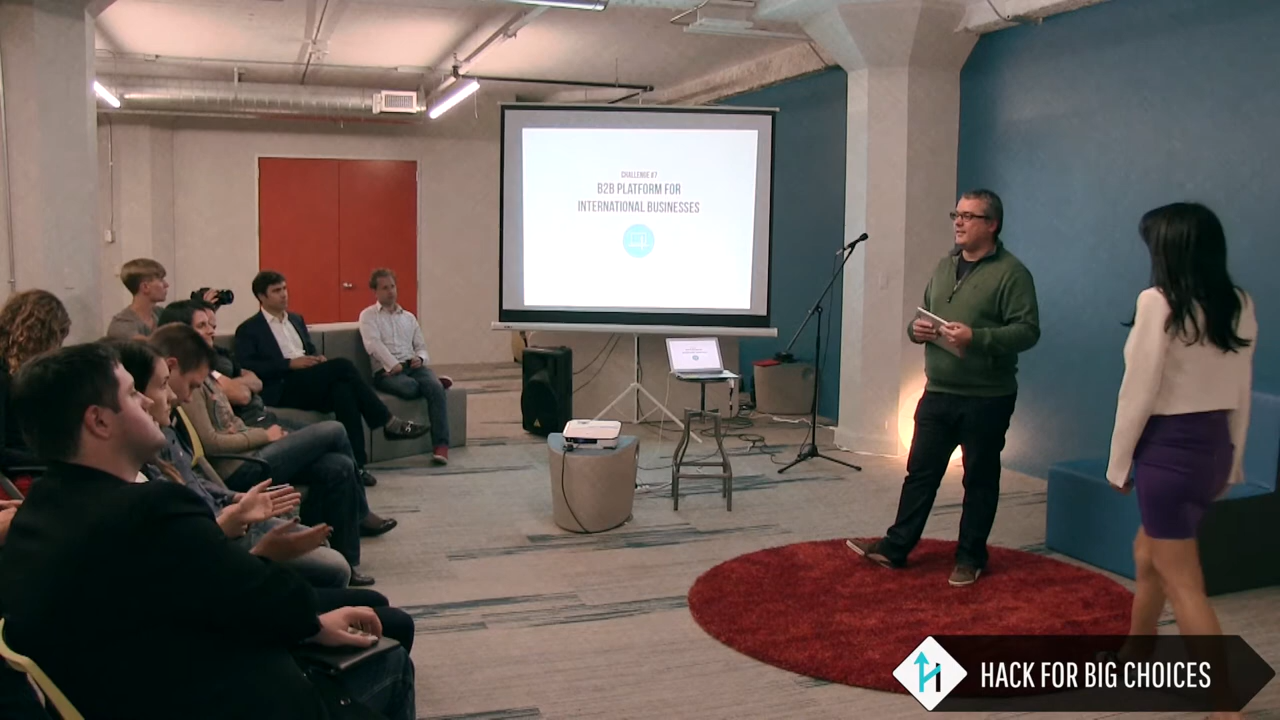 CHALLENGE #7
B2B PLATFORM FOR
INTERNATIONAL BUSINESSES
HACK FOR BIG CHOICES